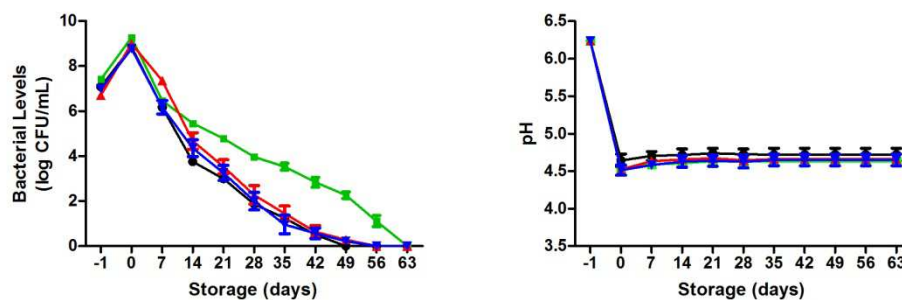 Bacterial Levels
(log CFU/mL)
10
8
6
4
2
0
-1 0 7 14 21 28 35 42 49 56 63
Storage (days)
pH
6.5
6.0
5.5
5.0
4.5
4.0
3.5
-1 0 7 14 21 28 35 42 49 56 63
Storage (days)